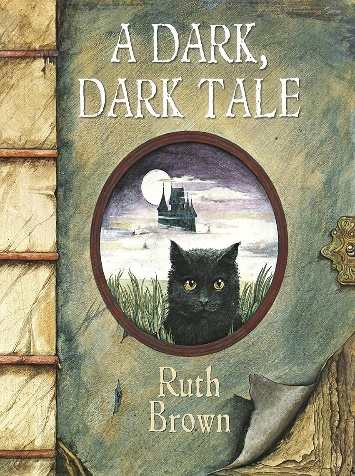 A DARK,
DARK TALE
Ruth
Brown